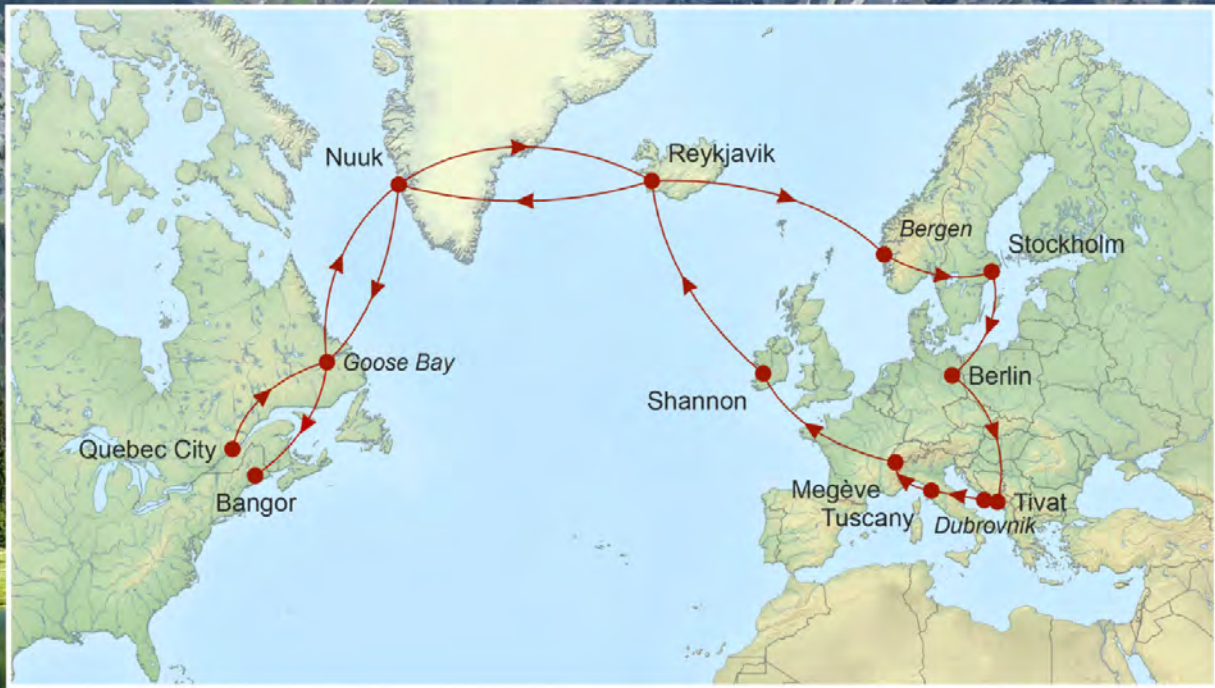 Nuuk
Reykjavik
Bergen
Stockholm
Goose Bay
Berlin
Shannon
Quebec City
Bangor
Megève
Tuscany
Tivat
Dubrovnik